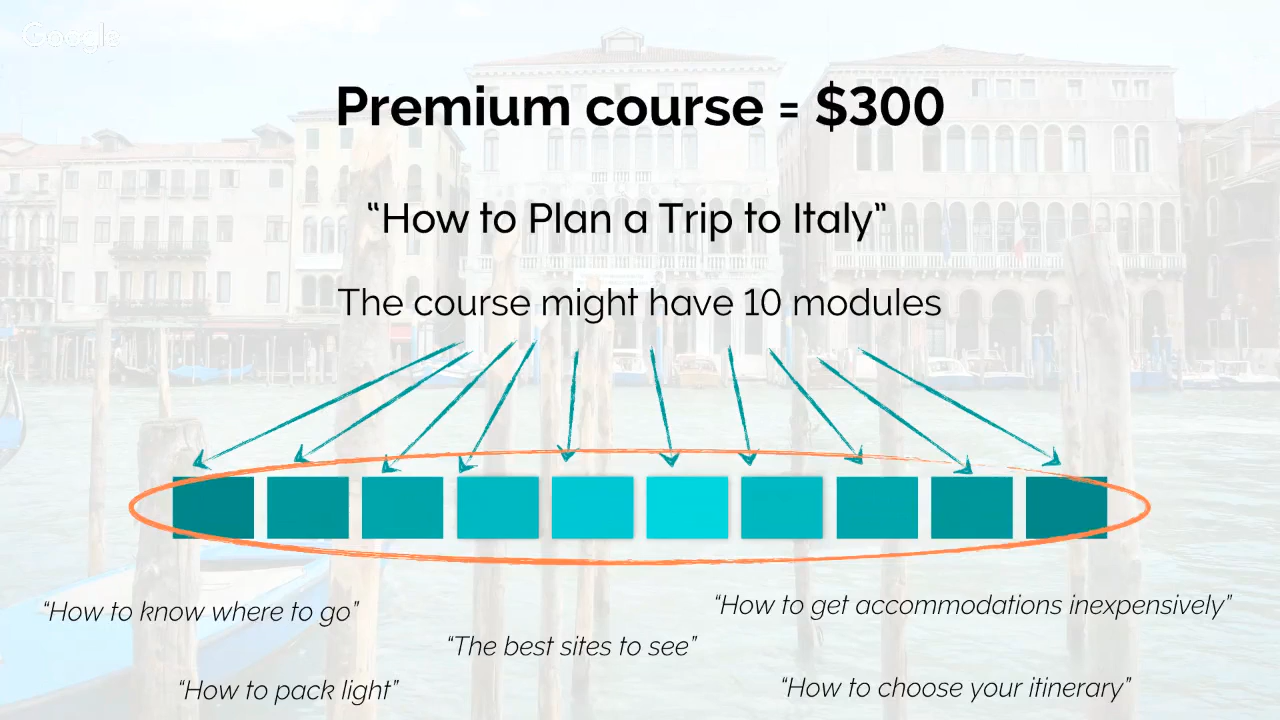 Google
Premium course = $300
“How to Plan a Trip to Italy”
The course might have 10 modules
“How to know where to go”
“How to get accommodations inexpensively”
“The best sites to see”
“How to pack light”
“How to choose your itinerary”